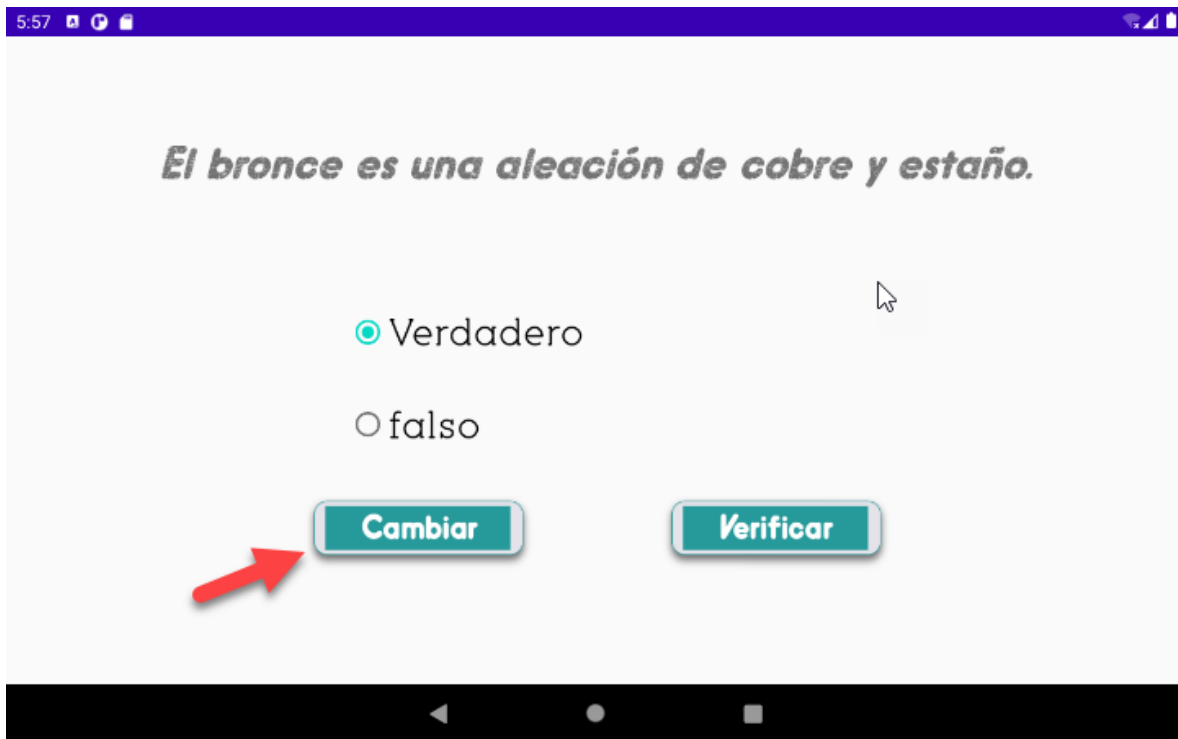 5:57
El bronce es una aleación de cobre y estaño.
Verdadero
falso
Cambiar Verificar